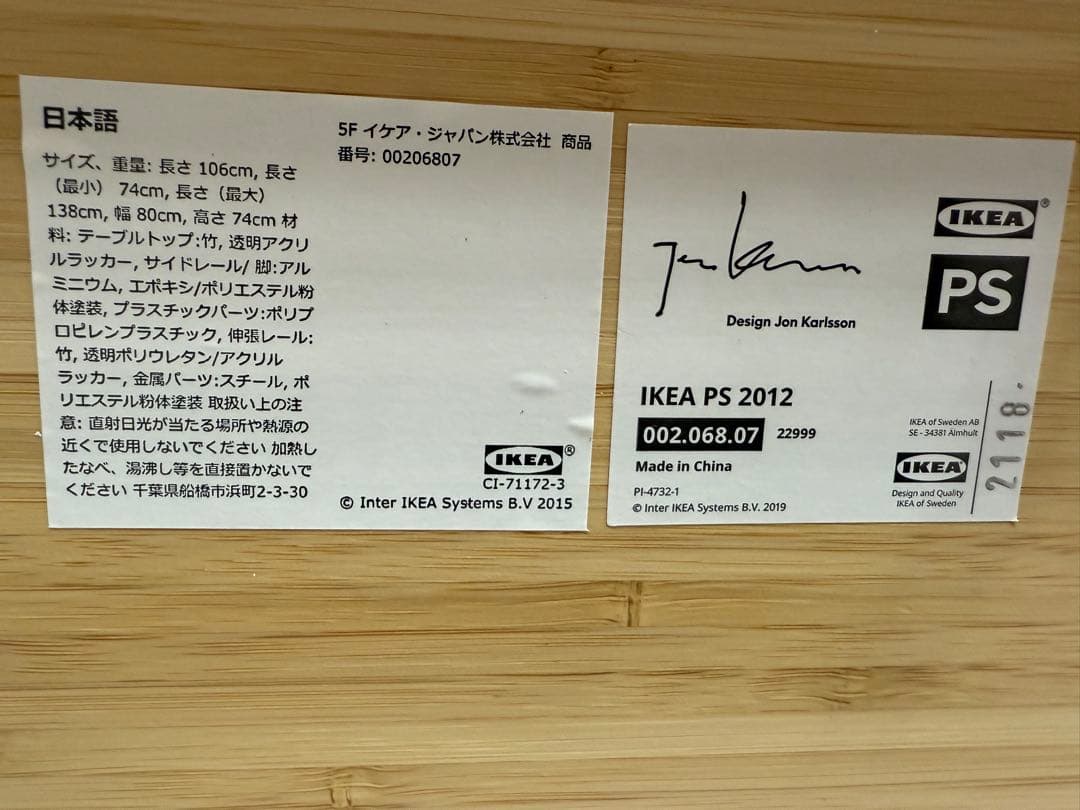 日本語
サイズ、重量: 長さ 106cm, 長さ
（最小） 74cm, 長さ（最大）
138cm, 幅 80cm, 高さ 74cm 材
料: テーブルトップ:竹, 透明アクリ
ルラッカー, サイドレール/ 脚:アル
ミニウム, エポキシ/ポリエステル粉
体塗装, プラスチックパーツ:ポリプ
ロピレンプラスチック, 伸張レール:
竹, 透明ポリウレタン/アクリル
ラッカー, 金属パーツ:スチール, ポ
リエステル粉体塗装 取扱い上の注
意: 直射日光が当たる場所や熱源の
近くで使用しないでください 加熱し
たなべ、湯沸し等を直接置かないで
ください 千葉県船橋市浜町2-3-30
5F イケア・ジャパン株式会社 商品
番号: 00206807
IKEA®
CI-71172-3
© Inter IKEA Systems B.V 2015
Jon Karlsson
IKEA®
PS
Design Jon Karlsson
IKEA PS 2012
002.068.07 22999
Made in China
PI-4732-1
© Inter IKEA Systems B.V. 2019
IKEA of Sweden AB
SE - 34381 Älmhult
IKEA®
Design and Quality
IKEA of Sweden
2118